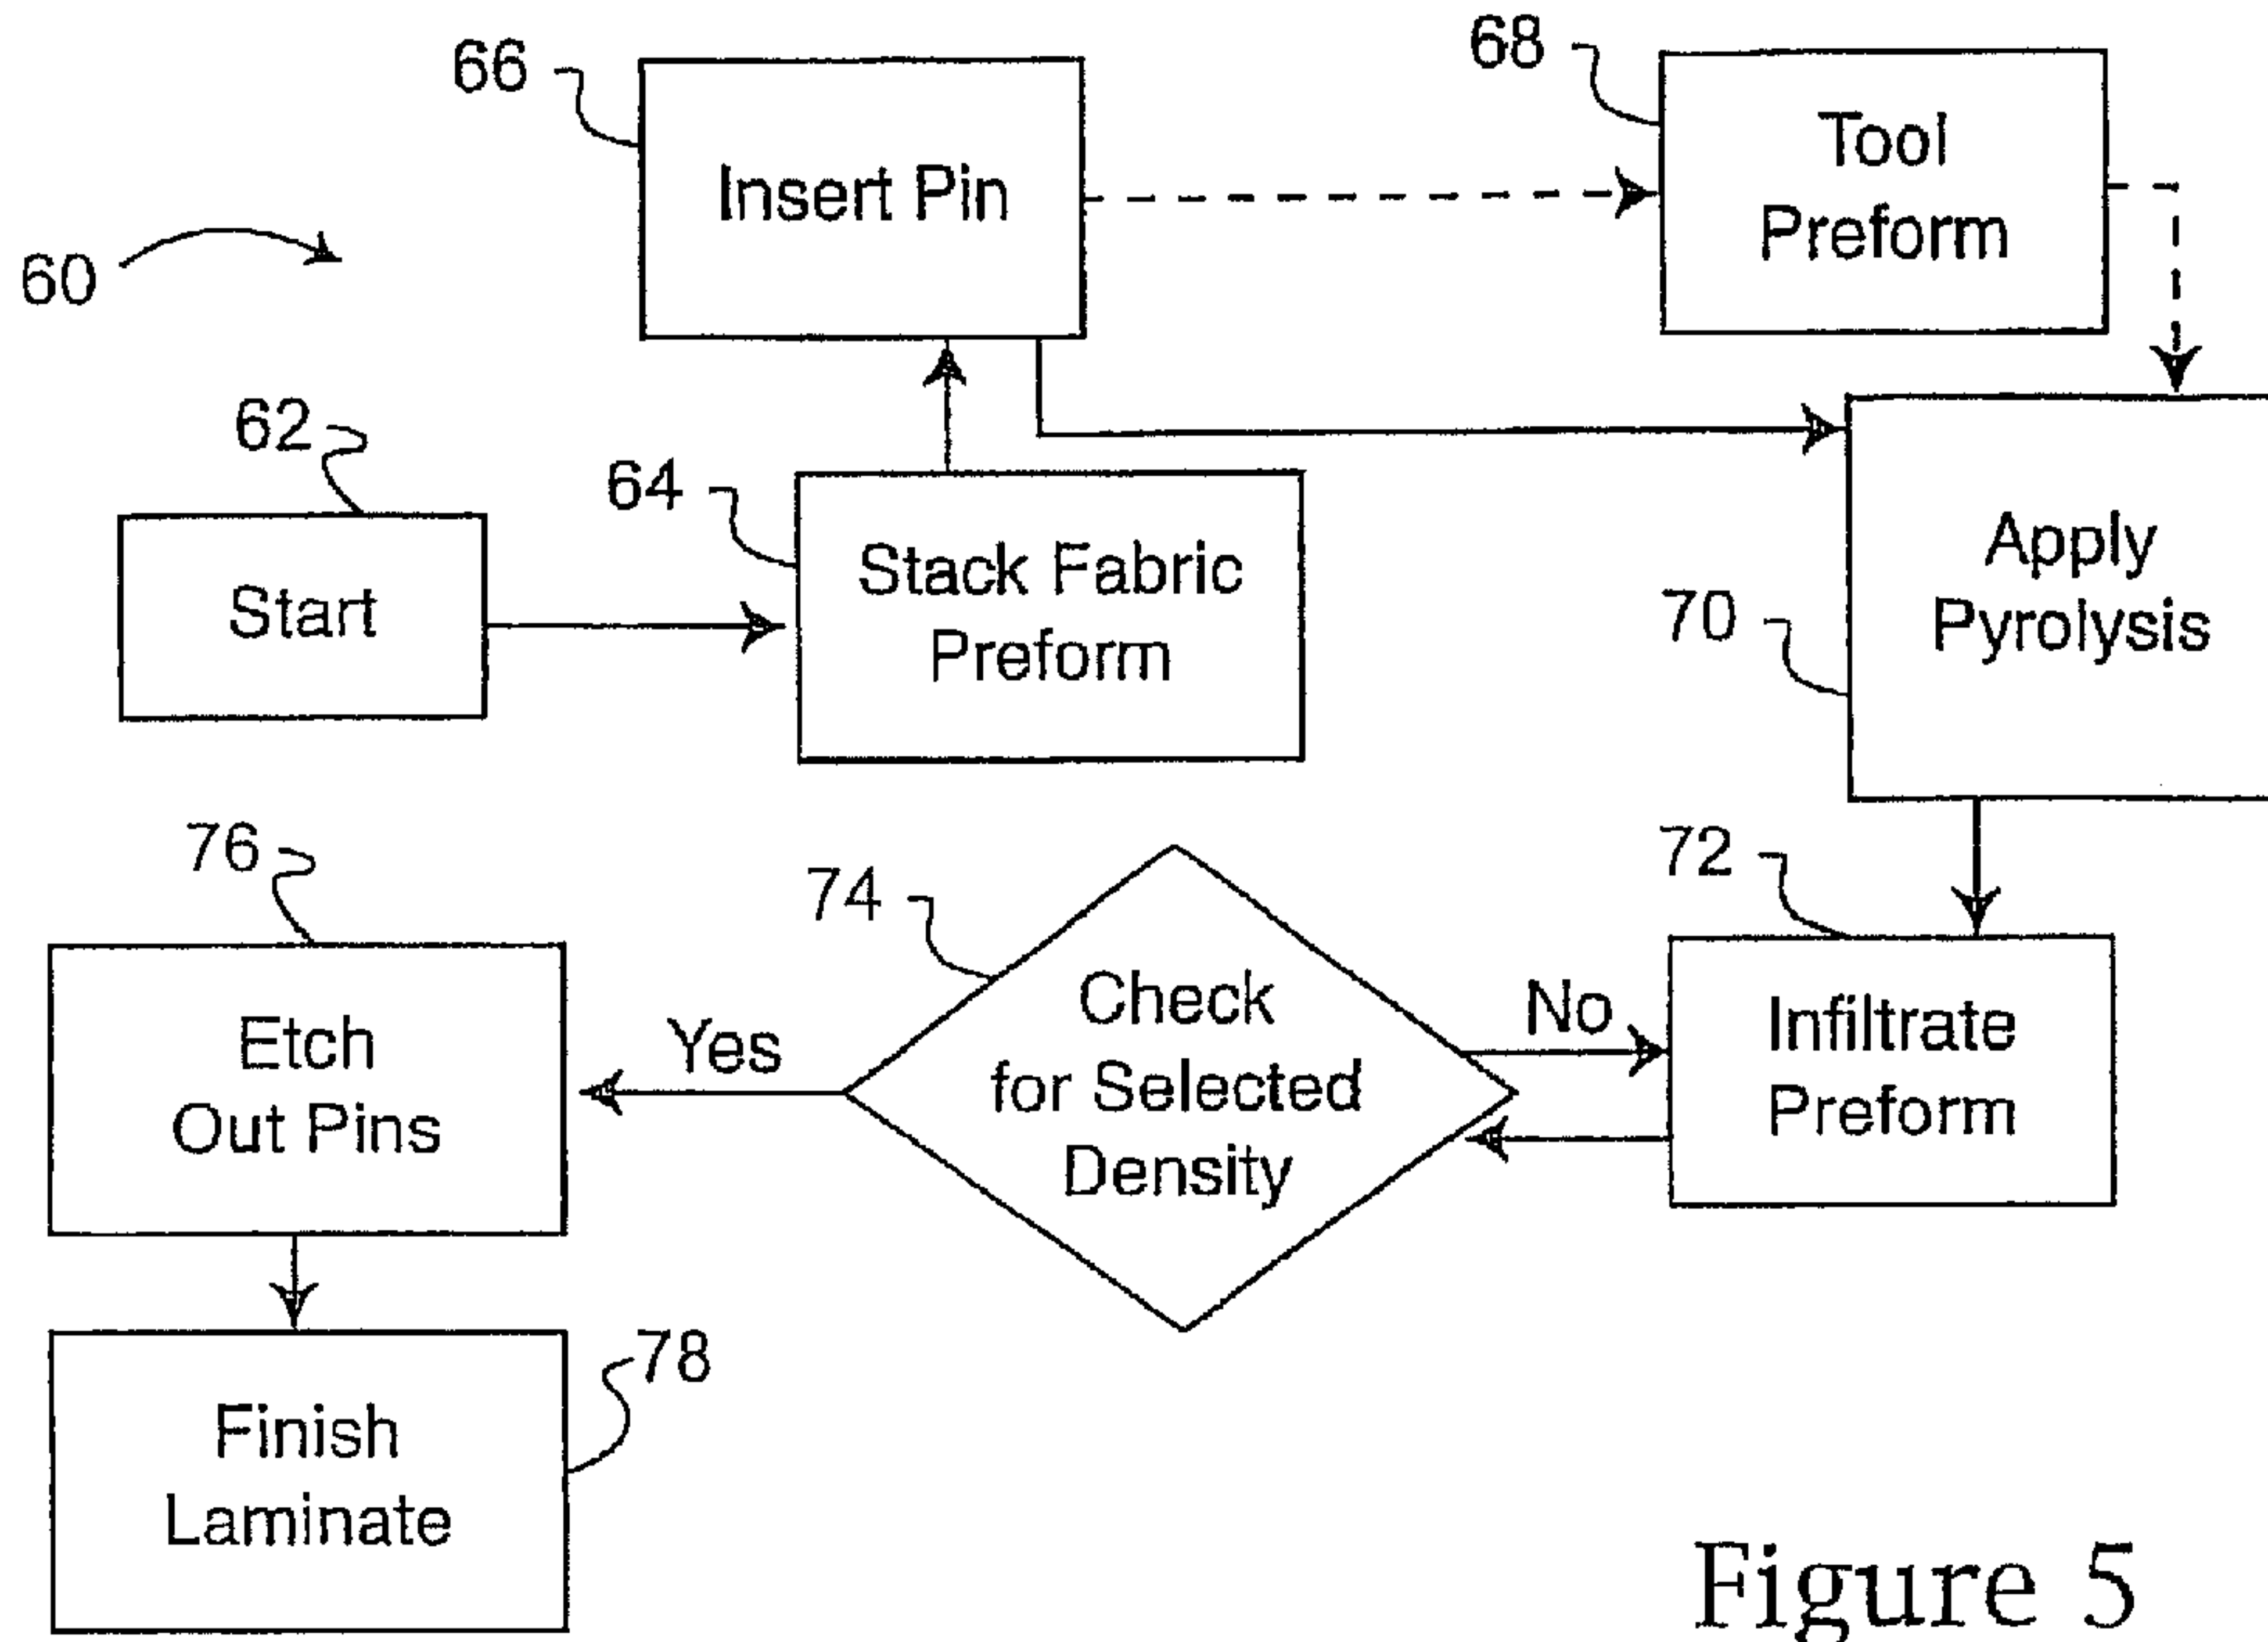 66
Insert Pin
68
Tool
Preform
60
62
Start
64
Stack Fabric
Preform
70
Apply
Pyrolysis
76
Etch
Out Pins
Yes
74
Check
for Selected
Density
No
72
Infiltrate
Preform
78
Finish
Laminate
Figure 5